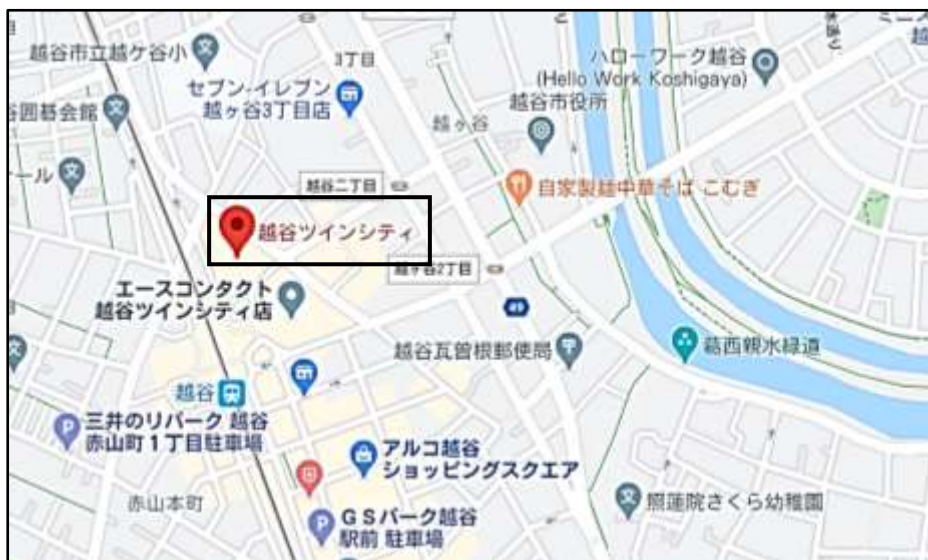 越谷市立越ケ谷小
3丁目
ハローワーク越谷
(Hello Work Koshigaya)
セブン-イレブン
越ヶ谷3丁目店
越谷市役所
谷囲碁会館
越ヶ谷
ール
越谷二丁目
自家製麺中華そば こむぎ
越谷ツインシティ
越ヶ谷2丁目
エースコンタクト
越谷ツインシティ店
49
越谷瓦曽根郵便局
葛西親水緑道
越谷
三井のリパーク 越谷
赤山町1丁目駐車場
アルコ越谷
ショッピングスクエア
赤山本町
照蓮院さくら幼稚園
GSパーク越谷
駅前 駐車場